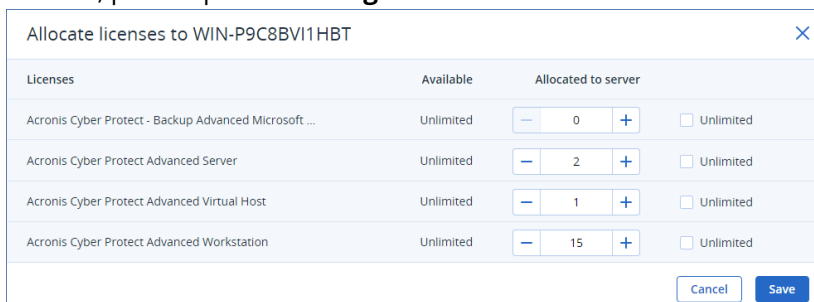 Allocate licenses to WIN-P9C8BVI1HBT
Licenses Available Allocated to server
Acronis Cyber Protect - Backup Advanced Microsoft ... Unlimited 0 Unlimited
Acronis Cyber Protect Advanced Server Unlimited 2 Unlimited
Acronis Cyber Protect Advanced Virtual Host Unlimited 1 Unlimited
Acronis Cyber Protect Advanced Workstation Unlimited 15 Unlimited
Cancel Save